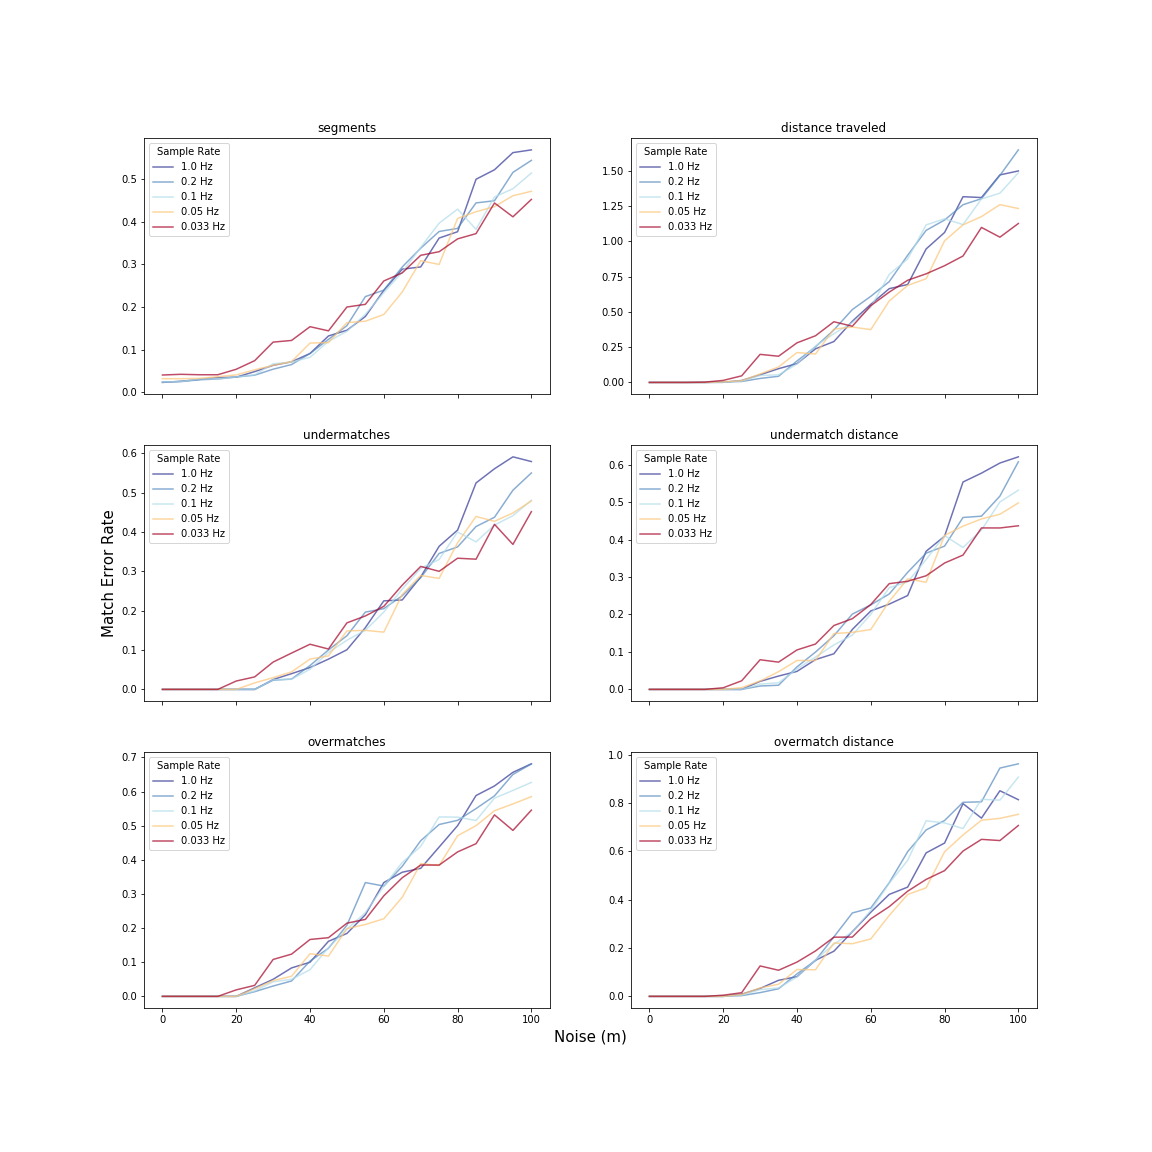 segments
Sample Rate
1.0 Hz
0.2 Hz
0.1 Hz
0.05 Hz
0.033 Hz
0.5
0.4
0.3
0.2
0.1
0.0
distance traveled
Sample Rate
1.0 Hz
0.2 Hz
0.1 Hz
0.05 Hz
0.033 Hz
1.50
1.25
1.00
0.75
0.50
0.25
0.00
undermatches
Sample Rate
1.0 Hz
0.2 Hz
0.1 Hz
0.05 Hz
0.033 Hz
0.6
0.5
0.4
0.3
0.2
0.1
0.0
Match Error Rate
undermatch distance
Sample Rate
1.0 Hz
0.2 Hz
0.1 Hz
0.05 Hz
0.033 Hz
0.6
0.5
0.4
0.3
0.2
0.1
0.0
overmatches
Sample Rate
1.0 Hz
0.2 Hz
0.1 Hz
0.05 Hz
0.033 Hz
0.7
0.6
0.5
0.4
0.3
0.2
0.1
0.0
0 20 40 60 80 100
overmatch distance
Sample Rate
1.0 Hz
0.2 Hz
0.1 Hz
0.05 Hz
0.033 Hz
1.0
0.8
0.6
0.4
0.2
0.0
0 20 40 60 80 100
Noise (m)